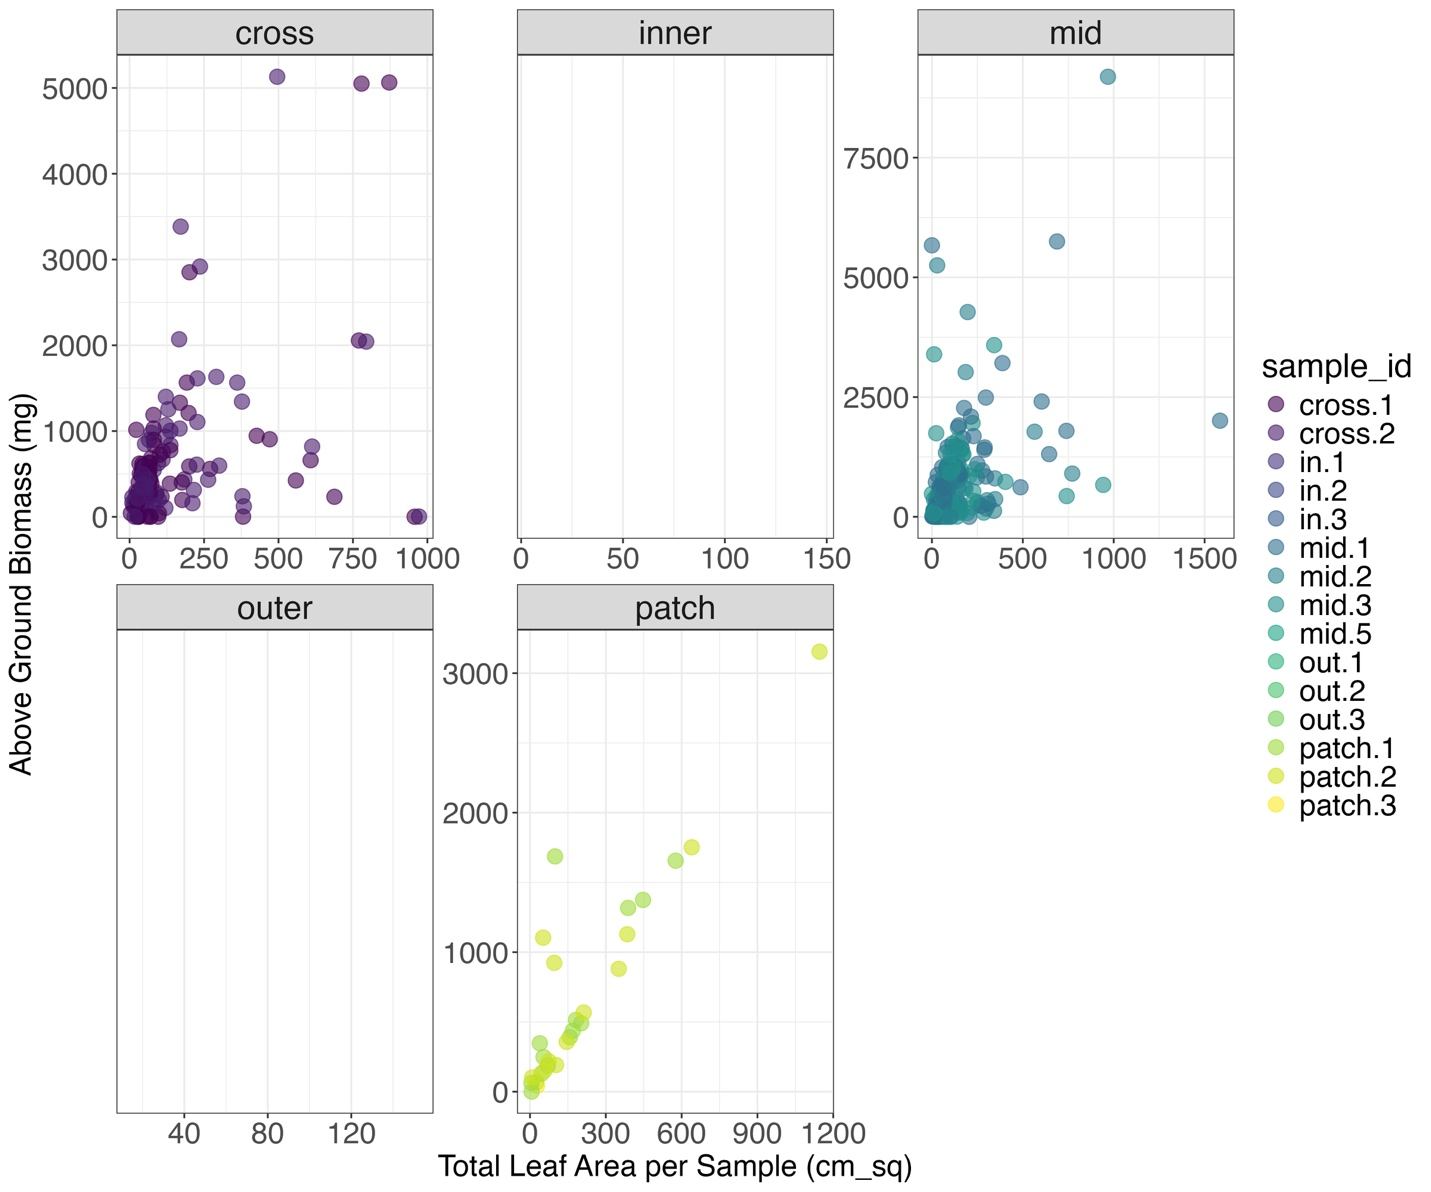 cross
inner
mid
5000
4000
3000
2000
1000
0
7500
5000
2500
0
0 250 500 750 1000
0 50 100 150
0 500 1000 1500
outer
patch
3000
2000
1000
0
40 80 120
0 300 600 900 1200
Above Ground Biomass (mg)
Total Leaf Area per Sample (cm_sq)
sample_id
cross.1
cross.2
in.1
in.2
in.3
mid.1
mid.2
mid.3
mid.5
out.1
out.2
out.3
patch.1
patch.2
patch.3